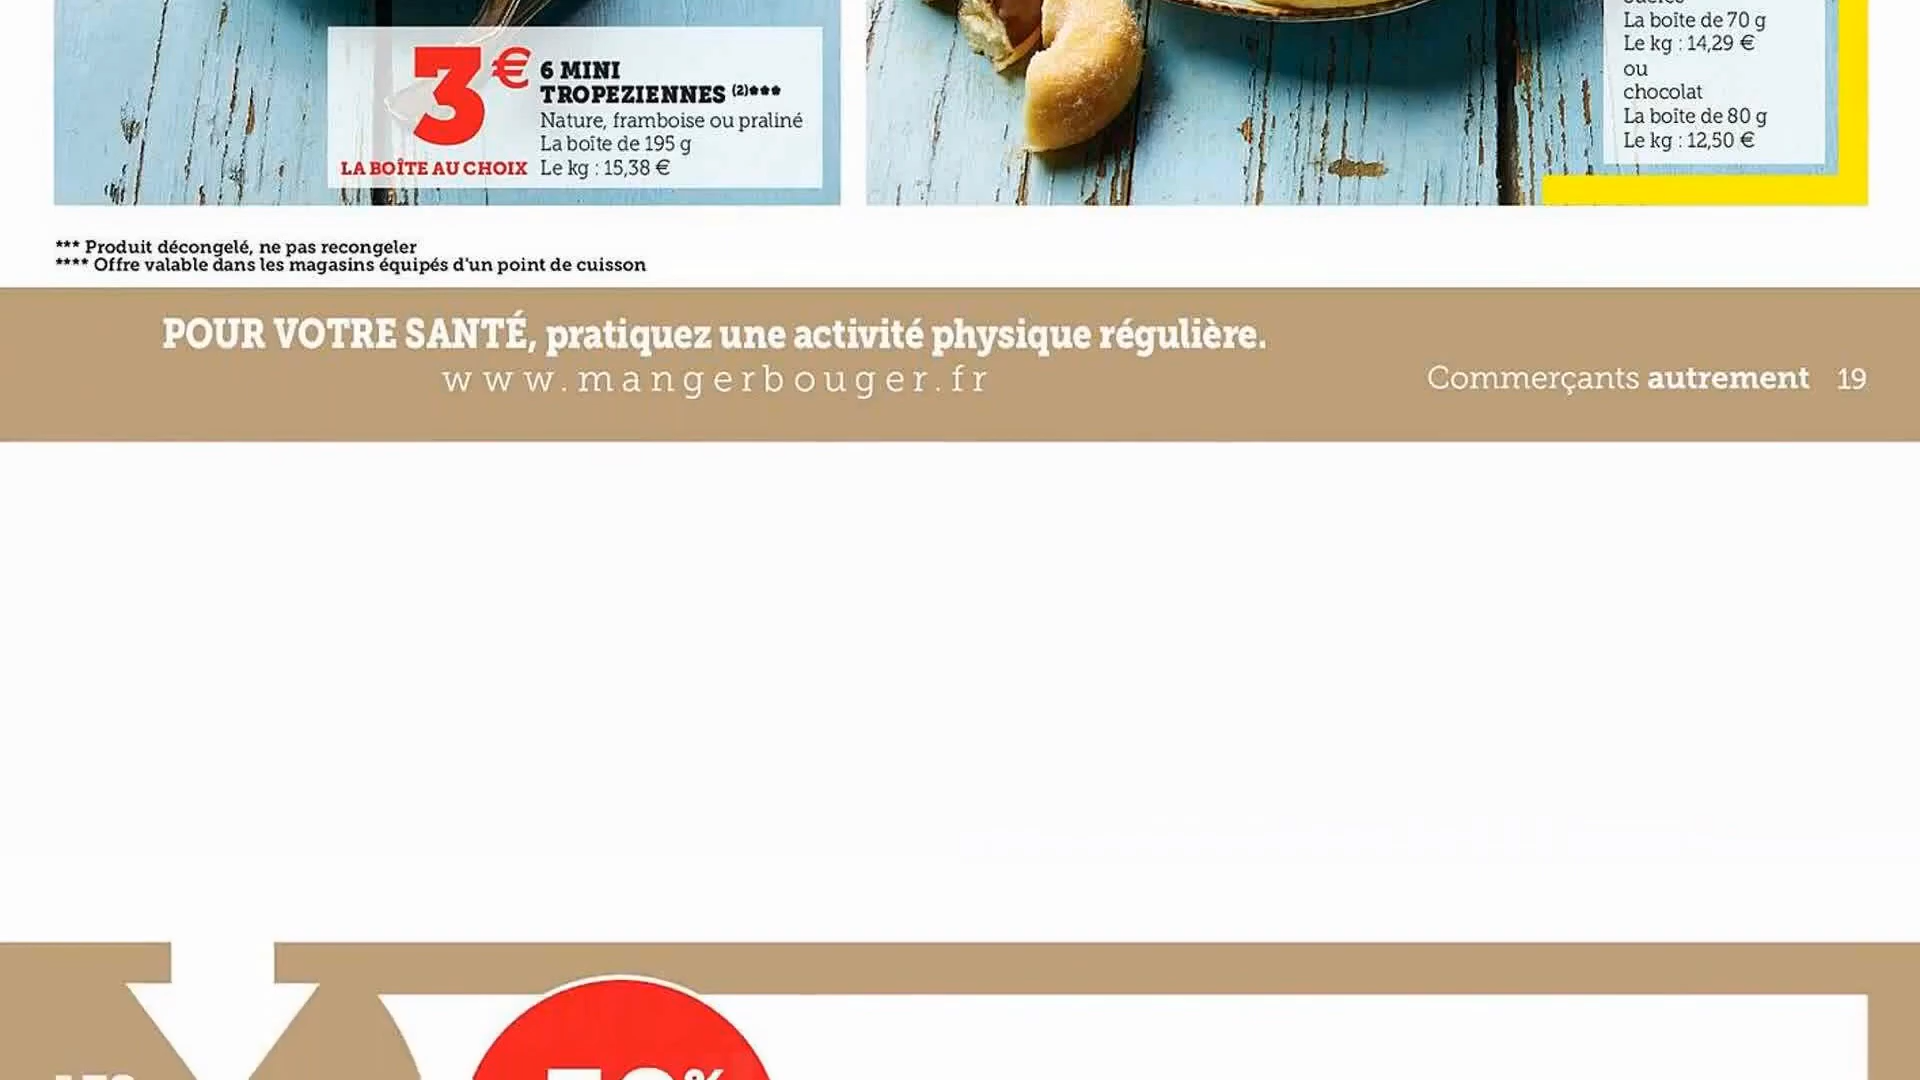 3€
LA BOÎTE AU CHOIX
6 MINI
TROPEZIENNES (2)***
Nature, framboise ou praliné
La boîte de 195 g
Le kg : 15,38 €
La boîte de 70 g
Le kg : 14,29 €
ou
chocolat
La boîte de 80 g
Le kg : 12,50 €
*** Produit décongelé, ne pas recongeler
**** Offre valable dans les magasins équipés d'un point de cuisson
POUR VOTRE SANTÉ, pratiquez une activité physique régulière.
www.mangerbouger.fr
Commerçants autrement 19